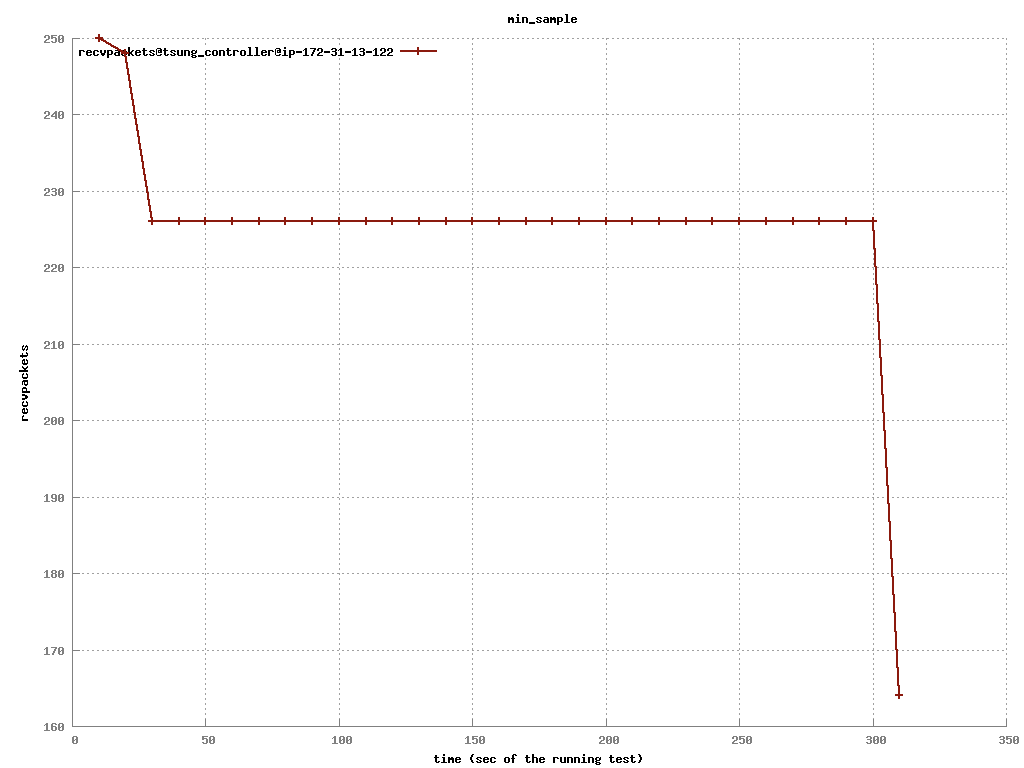 min_sample
250
recvpackets@tsung_controller@ip-172-31-13-122
240
230
220
210
recvpackets
200
190
180
170
160
0 50 100 150 200 250 300 350
time (sec of the running test)